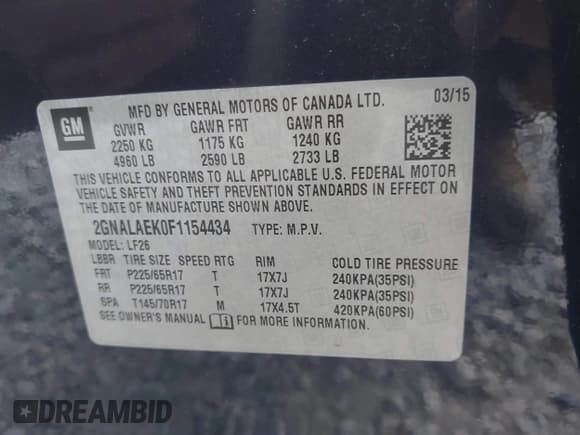 GM
MFD BY GENERAL MOTORS OF CANADA LTD. 03/15
GVWR GAWR FRT GAWR RR
2250 KG 1175 KG 1240 KG
4960 LB 2590 LB 2733 LB
THIS VEHICLE CONFORMS TO ALL APPLICABLE U.S. FEDERAL MOTOR
VEHICLE SAFETY AND THEFT PREVENTION STANDARDS IN EFFECT ON
THE DATE OF MANUFACTURE SHOWN ABOVE.
2GNALAEK0F1154434 TYPE: M.P.V.
MODEL: LF26
LBBR TIRE SIZE SPEED RTG RIM COLD TIRE PRESSURE
FRT P225/65R17 T 17X7J 240KPA(35PSI)
RR P225/65R17 T 17X7J 240KPA(35PSI)
SPA T145/70R17 M 17X4.5T 420KPA(60PSI)
SEE OWNER'S MANUAL FOR MORE INFORMATION.
DREAMBID